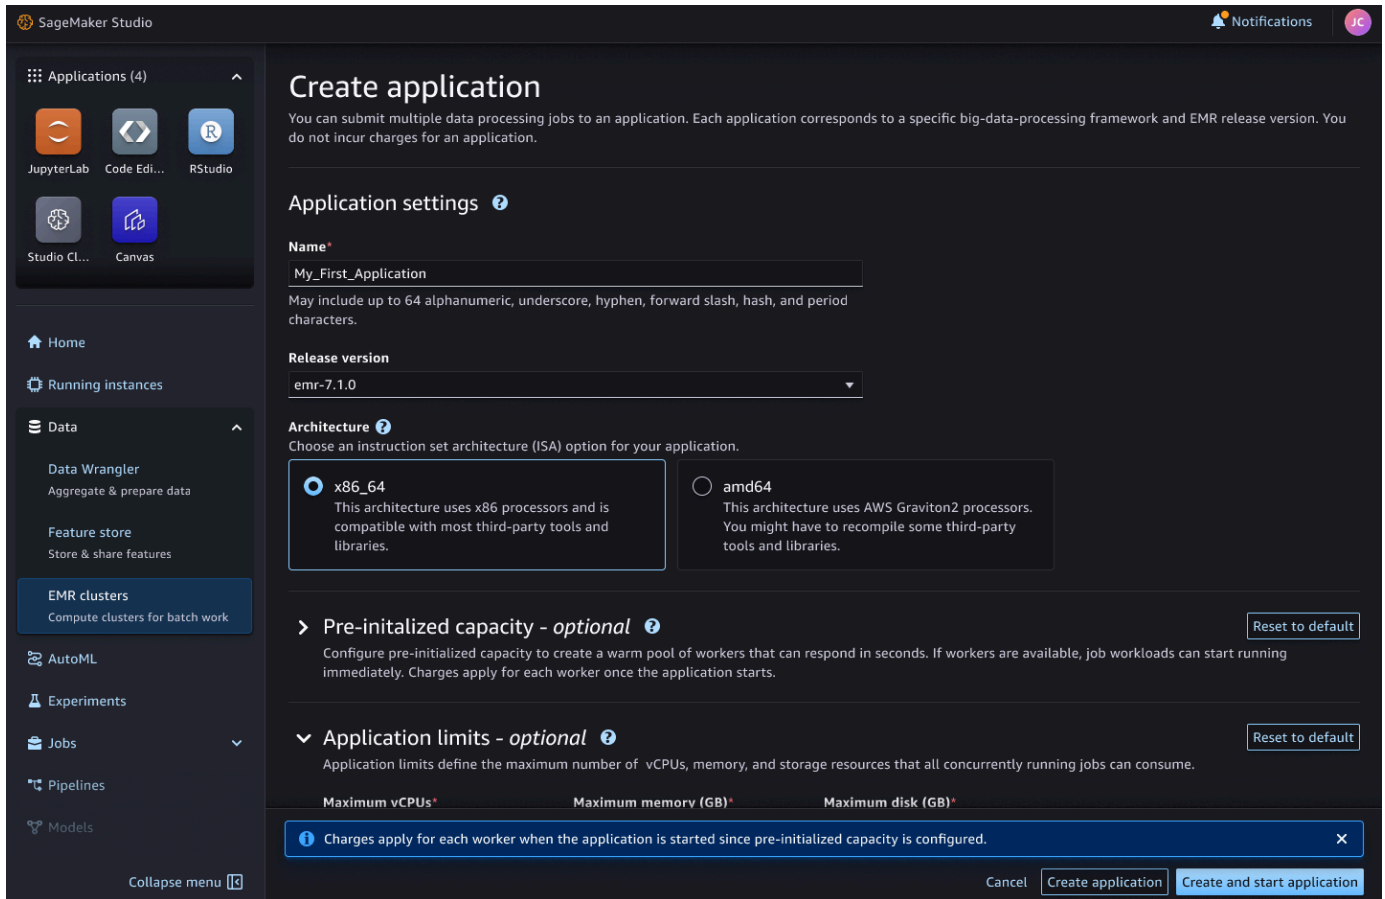 SageMaker Studio
Notifications
JC
Applications (4)
JupyterLab
Code Edi...
R
RStudio
Studio Cl...
Canvas
Home
Running instances
Data
Data Wrangler
Aggregate & prepare data
Feature store
Store & share features
EMR clusters
Compute clusters for batch work
AutoML
Experiments
Jobs
Pipelines
Models
Collapse menu
Create application
You can submit multiple data processing jobs to an application. Each application corresponds to a specific big-data-processing framework and EMR release version. You
do not incur charges for an application.
Application settings ?
Name*
My_First_Application
May include up to 64 alphanumeric, underscore, hyphen, forward slash, hash, and period
characters.
Release version
emr-7.1.0
Architecture ?
Choose an instruction set architecture (ISA) option for your application.
x86_64
This architecture uses x86 processors and is
compatible with most third-party tools and
libraries.
amd64
This architecture uses AWS Graviton2 processors.
You might have to recompile some third-party
tools and libraries.
Pre-initalized capacity - optional ?
Reset to default
Configure pre-initialized capacity to create a warm pool of workers that can respond in seconds. If workers are available, job workloads can start running
immediately. Charges apply for each worker once the application starts.
Application limits - optional ?
Reset to default
Application limits define the maximum number of vCPUs, memory, and storage resources that all concurrently running jobs can consume.
Maximum vCPUs*
Maximum memory (GB)*
Maximum disk (GB)*
Charges apply for each worker when the application is started since pre-initialized capacity is configured.
Cancel
Create application
Create and start application